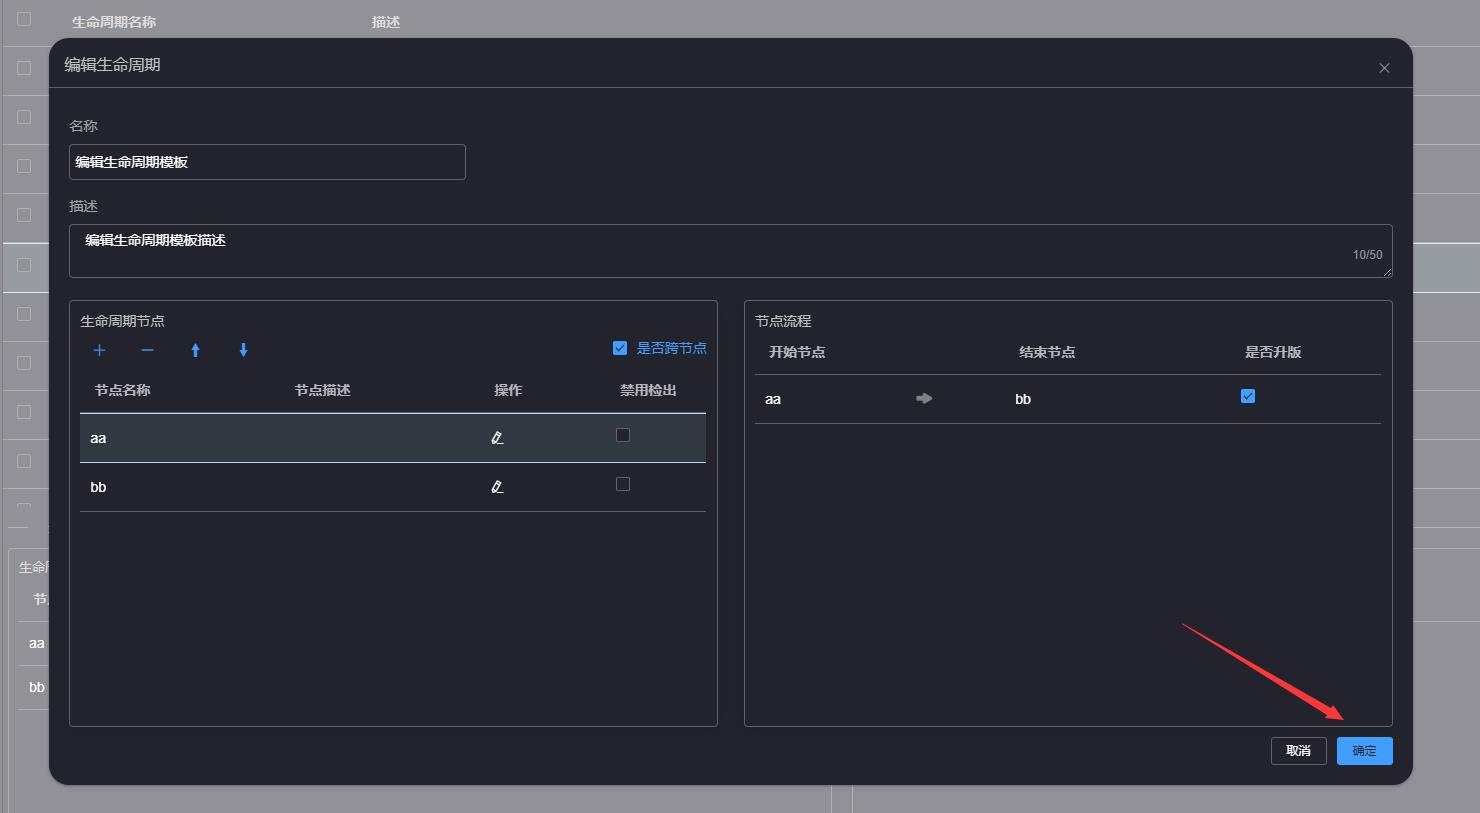 生命周期名称 描述
编辑生命周期
名称
编辑生命周期模板
描述
编辑生命周期模板描述
10/50
生命周期节点
是否跨节点
节点名称 节点描述 操作 禁用检出
aa
bb
节点流程
开始节点 结束节点 是否升版
aa bb
取消 确定
生命
节
aa
bb